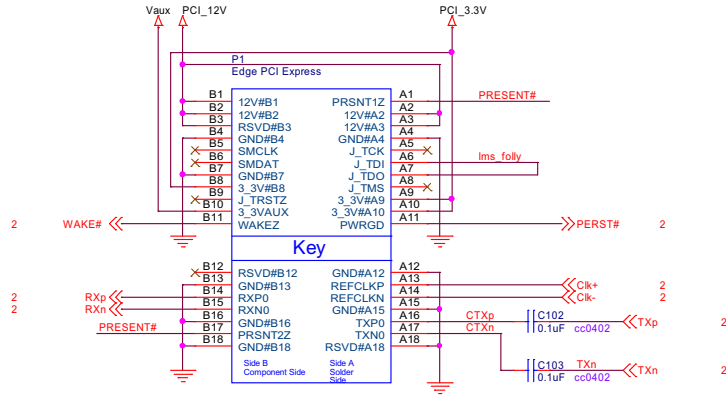 Vaux PCI_12V PCI_3.3V
P1
Edge PCI Express
B1 12V#B1 PRSNT1Z A1 PRESENT#
B2 12V#B2 12V#A2 A2
B3 RSVD#B3 12V#A3 A3
B4 GND#B4 GND#A4 A4
B5 SMCLK J_TCK A5
B6 SMDAT J_TDI A6 lms_folly
B7 GND#B7 J_TDO A7
B8 3_3V#B8 J_TMS A8
B9 J_TRSTZ 3_3V#A9 A9
B10 3_3VAUX 3_3V#A10 A10
2 WAKE# B11 WAKEZ PWRGD A11 PERST# 2
Key
B12 RSVD#B12 GND#A12 A12
B13 GND#B13 REFCLKP A13 Clk+ 2
2 RXp B14 RXP0 REFCLKN A14 Clk- 2
2 RXn B15 RXN0 GND#A15 A15
B16 GND#B16 TXP0 A16 CTXp C102 TXp 2
0.1uF cc0402
PRESENT# B17 PRSNT2Z TXN0 A17 CTXn
B18 GND#B18 RSVD#A18 A18
Side B Side A
Component Side Solder
Side
C103 TXn TXn 2
0.1uF cc0402